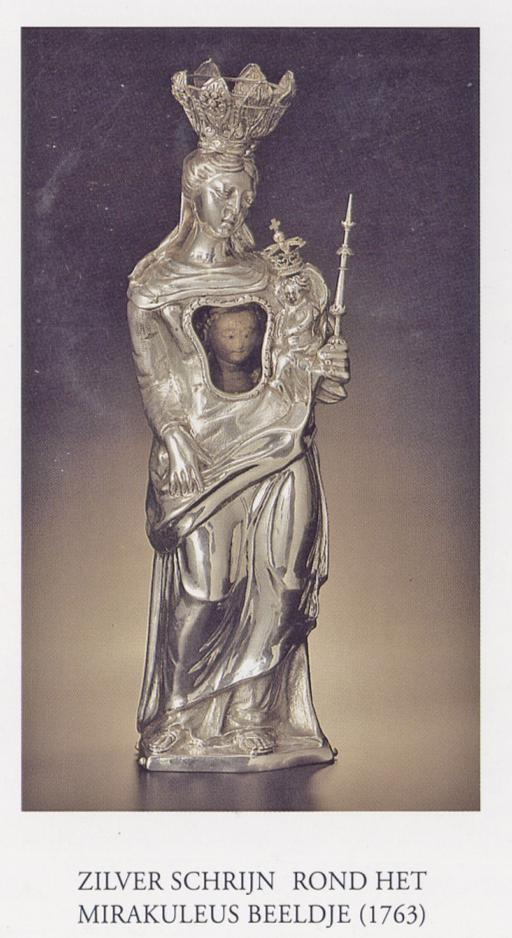 ZILVER SCHRIJN ROND HET
MIRAKULEUS BEELDJE (1763)